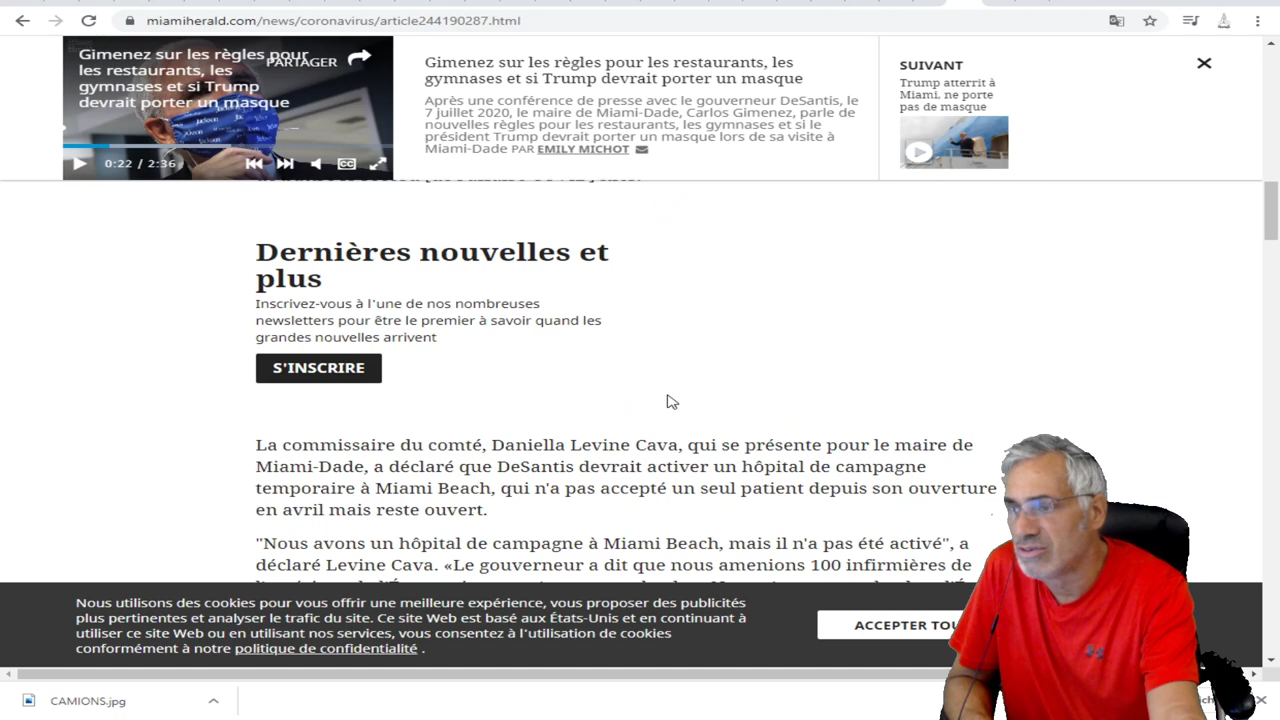 miamiherald.com/news/coronavirus/article244190287.html
Gimenez sur les règles pour
les restaurants, les
gymnases et si Trump
devrait porter un masque
PARTAGER
0:22 / 2:36
CC
Gimenez sur les règles pour les restaurants, les
gymnases et si Trump devrait porter un masque
Après une conférence de presse avec le gouverneur DeSantis, le
7 juillet 2020, le maire de Miami-Dade, Carlos Gimenez, parle de
nouvelles règles pour les restaurants, les gymnases et si le
président Trump devrait porter un masque lors de sa visite à
Miami-Dade PAR EMILY MICHOT
SUIVANT
Trump atterrit à
Miami, ne porte
pas de masque
Dernières nouvelles et
plus
Inscrivez-vous à l'une de nos nombreuses
newsletters pour être le premier à savoir quand les
grandes nouvelles arrivent
S'INSCRIRE
La commissaire du comté, Daniella Levine Cava, qui se présente pour le maire de
Miami-Dade, a déclaré que DeSantis devrait activer un hôpital de campagne
temporaire à Miami Beach, qui n'a pas accepté un seul patient depuis son ouverture
en avril mais reste ouvert.
"Nous avons un hôpital de campagne à Miami Beach, mais il n'a pas été activé", a
déclaré Levine Cava. «Le gouverneur a dit que nous amenions 100 infirmières de
Nous utilisons des cookies pour vous offrir une meilleure expérience, vous proposer des publicités
plus pertinentes et analyser le trafic du site. Ce site Web est basé aux États-Unis et en continuant à
utiliser ce site Web ou en utilisant nos services, vous consentez à l'utilisation de cookies
conformément à notre politique de confidentialité .
ACCEPTER
CAMIONS.jpg